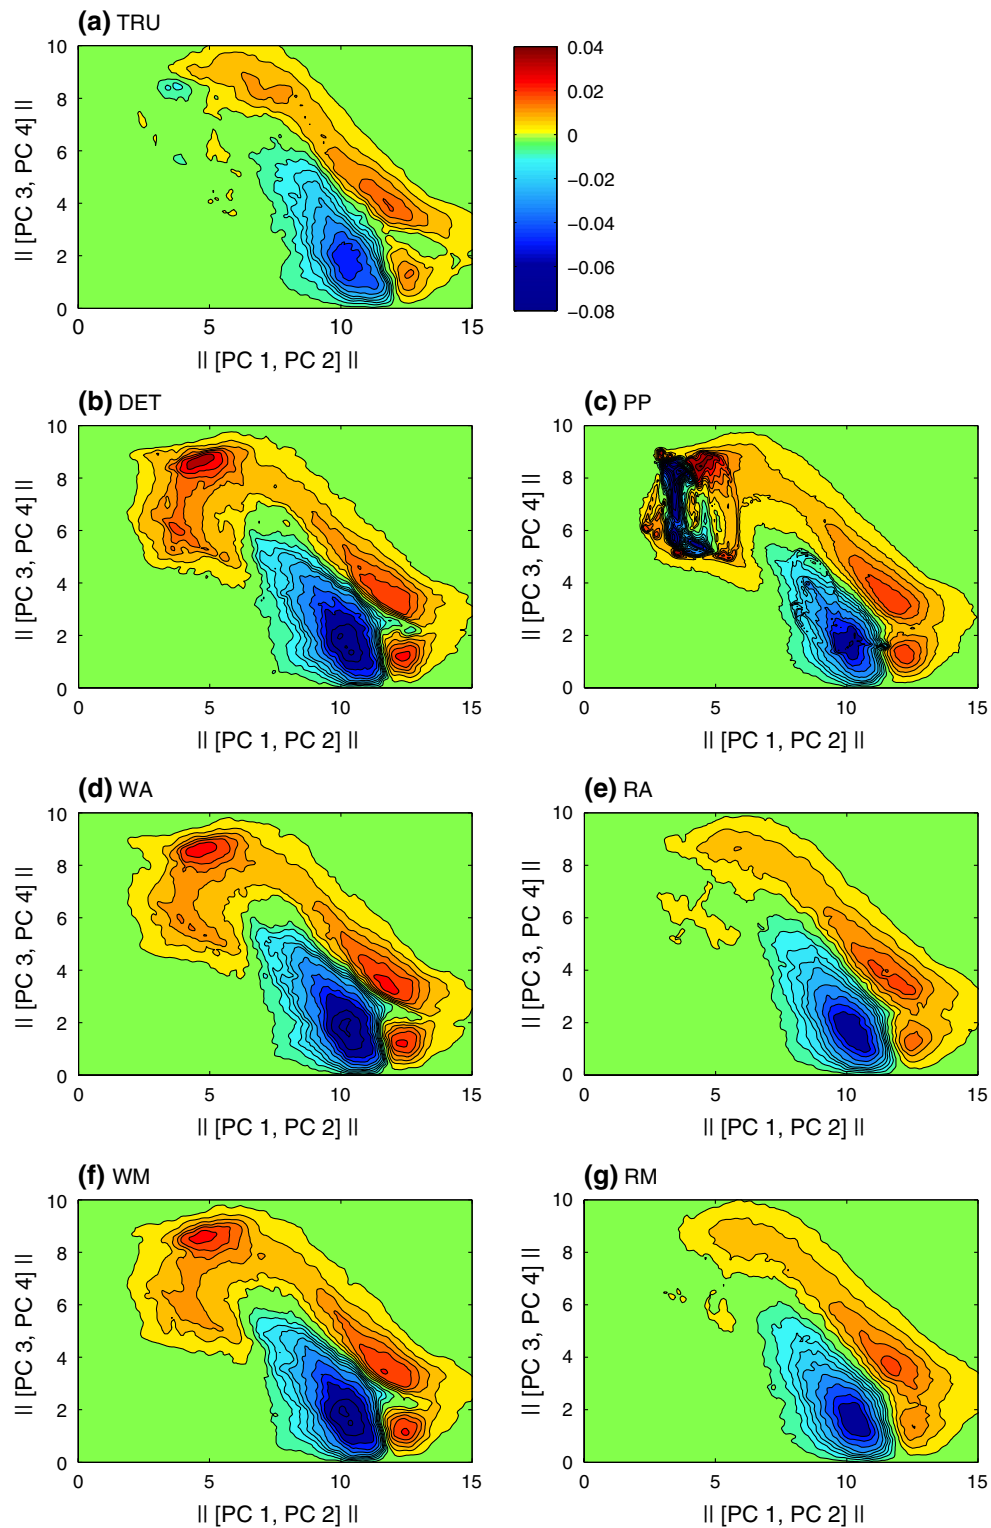 (a) TRU
10
8
6
4
2
0
0 5 10 15
|| [PC 3, PC 4] ||
|| [PC 1, PC 2] ||
0.04
0.02
0
−0.02
−0.04
−0.06
−0.08
(b) DET
10
8
6
4
2
0
0 5 10 15
|| [PC 3, PC 4] ||
|| [PC 1, PC 2] ||
(c) PP
10
8
6
4
2
0
0 5 10 15
|| [PC 3, PC 4] ||
|| [PC 1, PC 2] ||
(d) WA
10
8
6
4
2
0
0 5 10 15
|| [PC 3, PC 4] ||
|| [PC 1, PC 2] ||
(e) RA
10
8
6
4
2
0
0 5 10 15
|| [PC 3, PC 4] ||
|| [PC 1, PC 2] ||
(f) WM
10
8
6
4
2
0
0 5 10 15
|| [PC 3, PC 4] ||
|| [PC 1, PC 2] ||
(g) RM
10
8
6
4
2
0
0 5 10 15
|| [PC 3, PC 4] ||
|| [PC 1, PC 2] ||